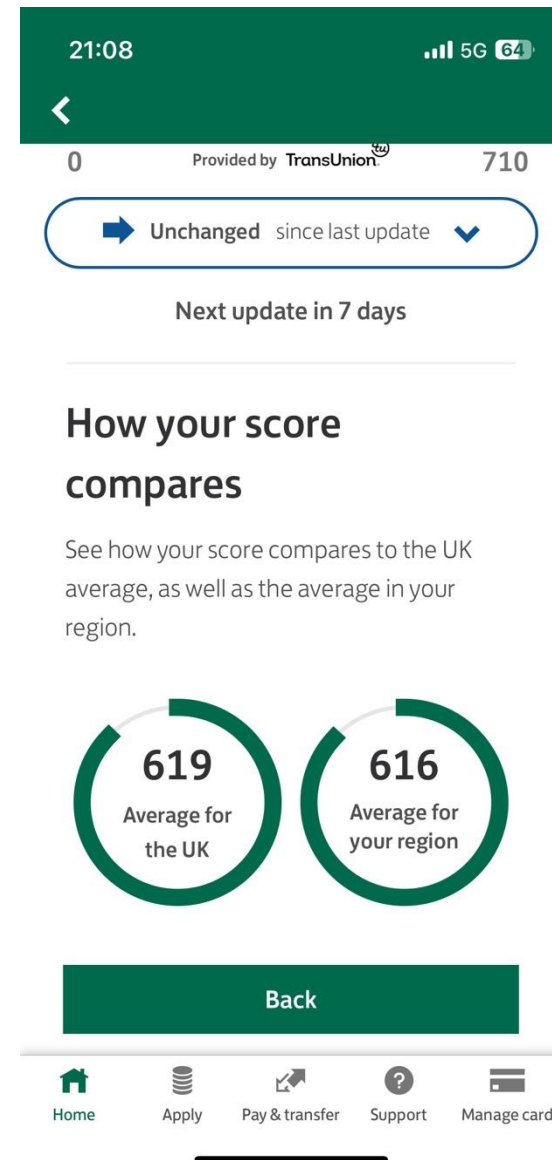 21:08 5G 64
0 Provided by TransUnion tu 710
Unchanged since last update
Next update in 7 days
How your score
compares
See how your score compares to the UK
average, as well as the average in your
region.
619 616
Average for Average for
the UK your region
Back
Home Apply Pay & transfer Support Manage card